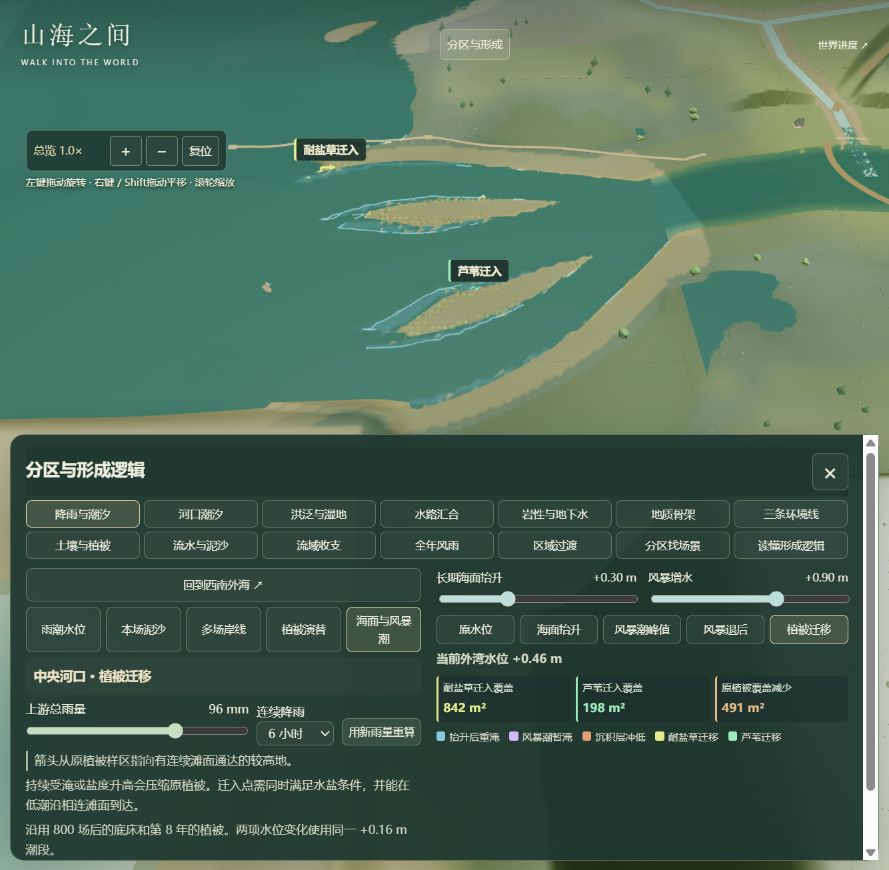 山海之间
WALK INTO THE WORLD
分区与形成
世界进度 ↗
总览 1.0×
+
−
复位
左键拖动旋转 · 右键 / Shift拖动平移 · 滚轮缩放
耐盐草迁入
芦苇迁入
分区与形成逻辑
×
降雨与潮汐
河口潮汐
洪泛与湿地
水路汇合
岩性与地下水
地质骨架
三条环境线
土壤与植被
流水与泥沙
流域收支
全年风雨
区域过渡
分区找场景
读懂形成逻辑
回到西南外海 ↗
雨潮水位
本场泥沙
多场岸线
植被演替
海面与风暴
潮
中央河口 · 植被迁移
上游总雨量 96 mm
连续降雨
6 小时
用新雨量重算
箭头从原植被样区指向有连续滩面通达的较高地。
持续受淹或盐度升高会压缩原植被。迁入点需同时满足水盐条件，并能在
低潮沿相连滩面到达。
沿用 800 场后的底床和第 8 年的植被。两项水位变化使用同一 +0.16 m
潮段。
长期海面抬升 +0.30 m
风暴增水 +0.90 m
原水位
海面抬升
风暴潮峰值
风暴退后
植被迁移
当前外湾水位 +0.46 m
耐盐草迁入覆盖
842 m²
芦苇迁入覆盖
198 m²
原植被覆盖减少
491 m²
抬升后重淹
风暴潮暂淹
沉积层冲低
耐盐草迁移
芦苇迁移